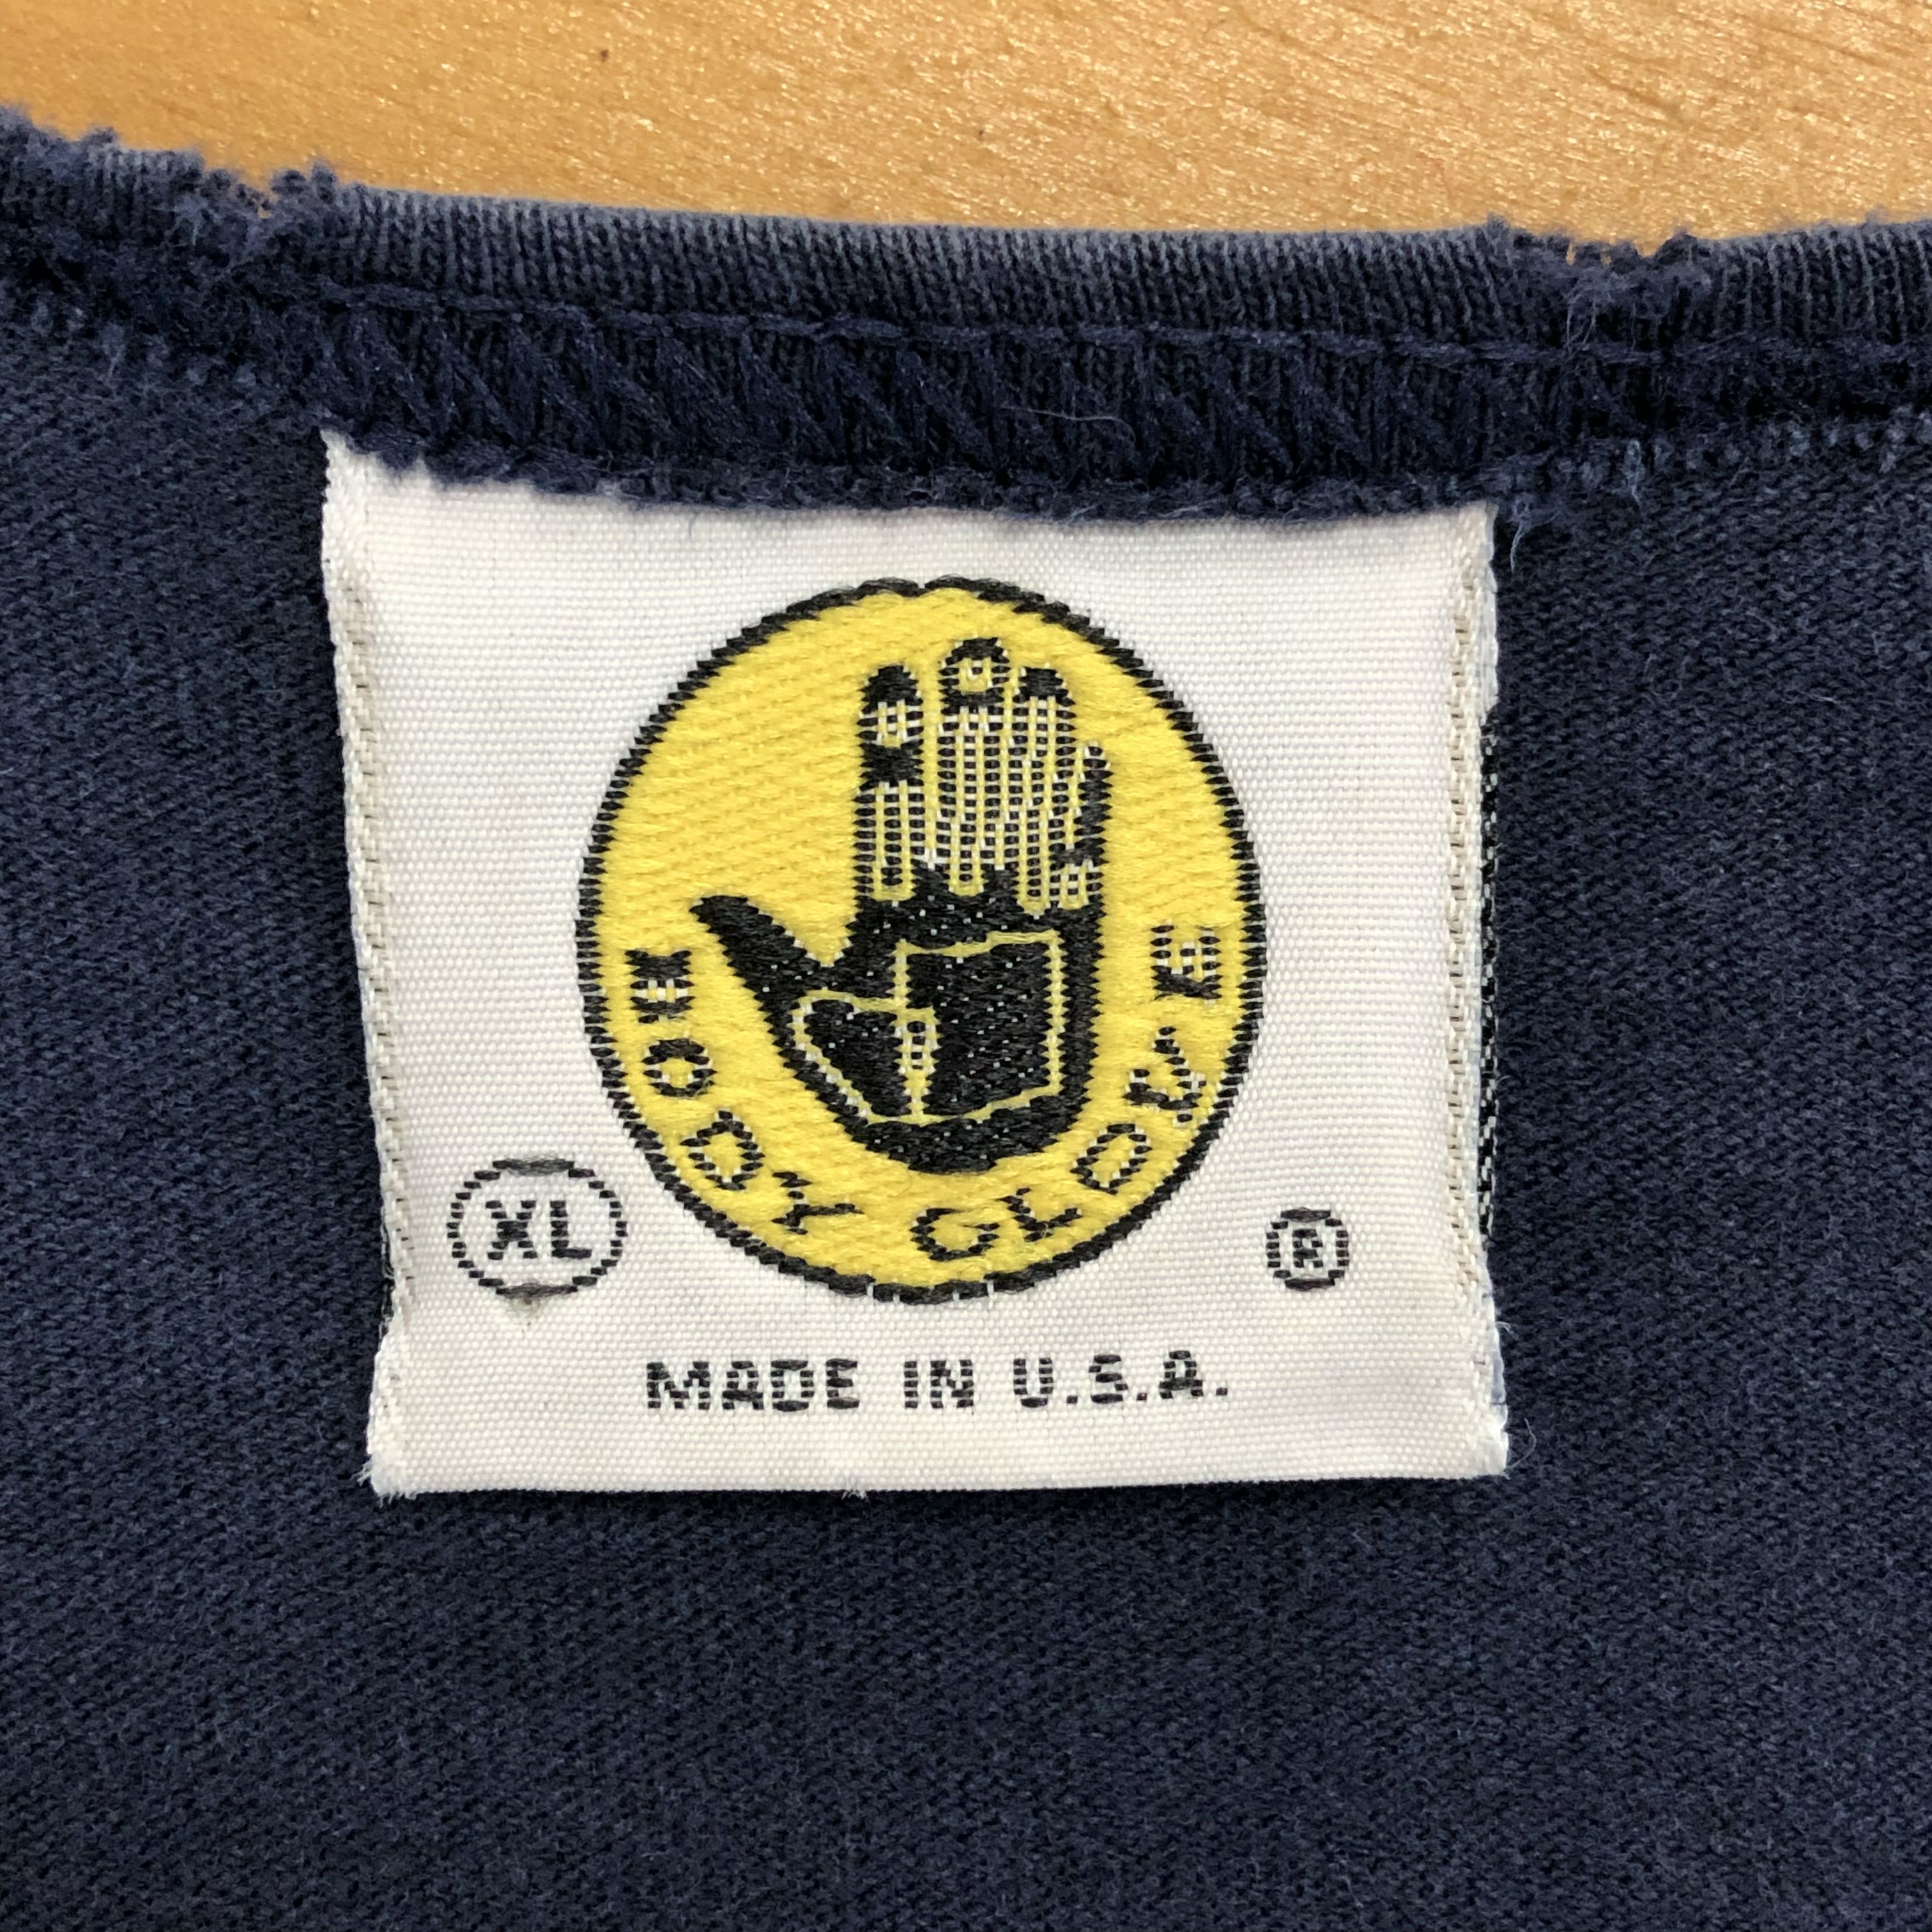 BODY GLOVE
XL
®
MADE IN U.S.A.